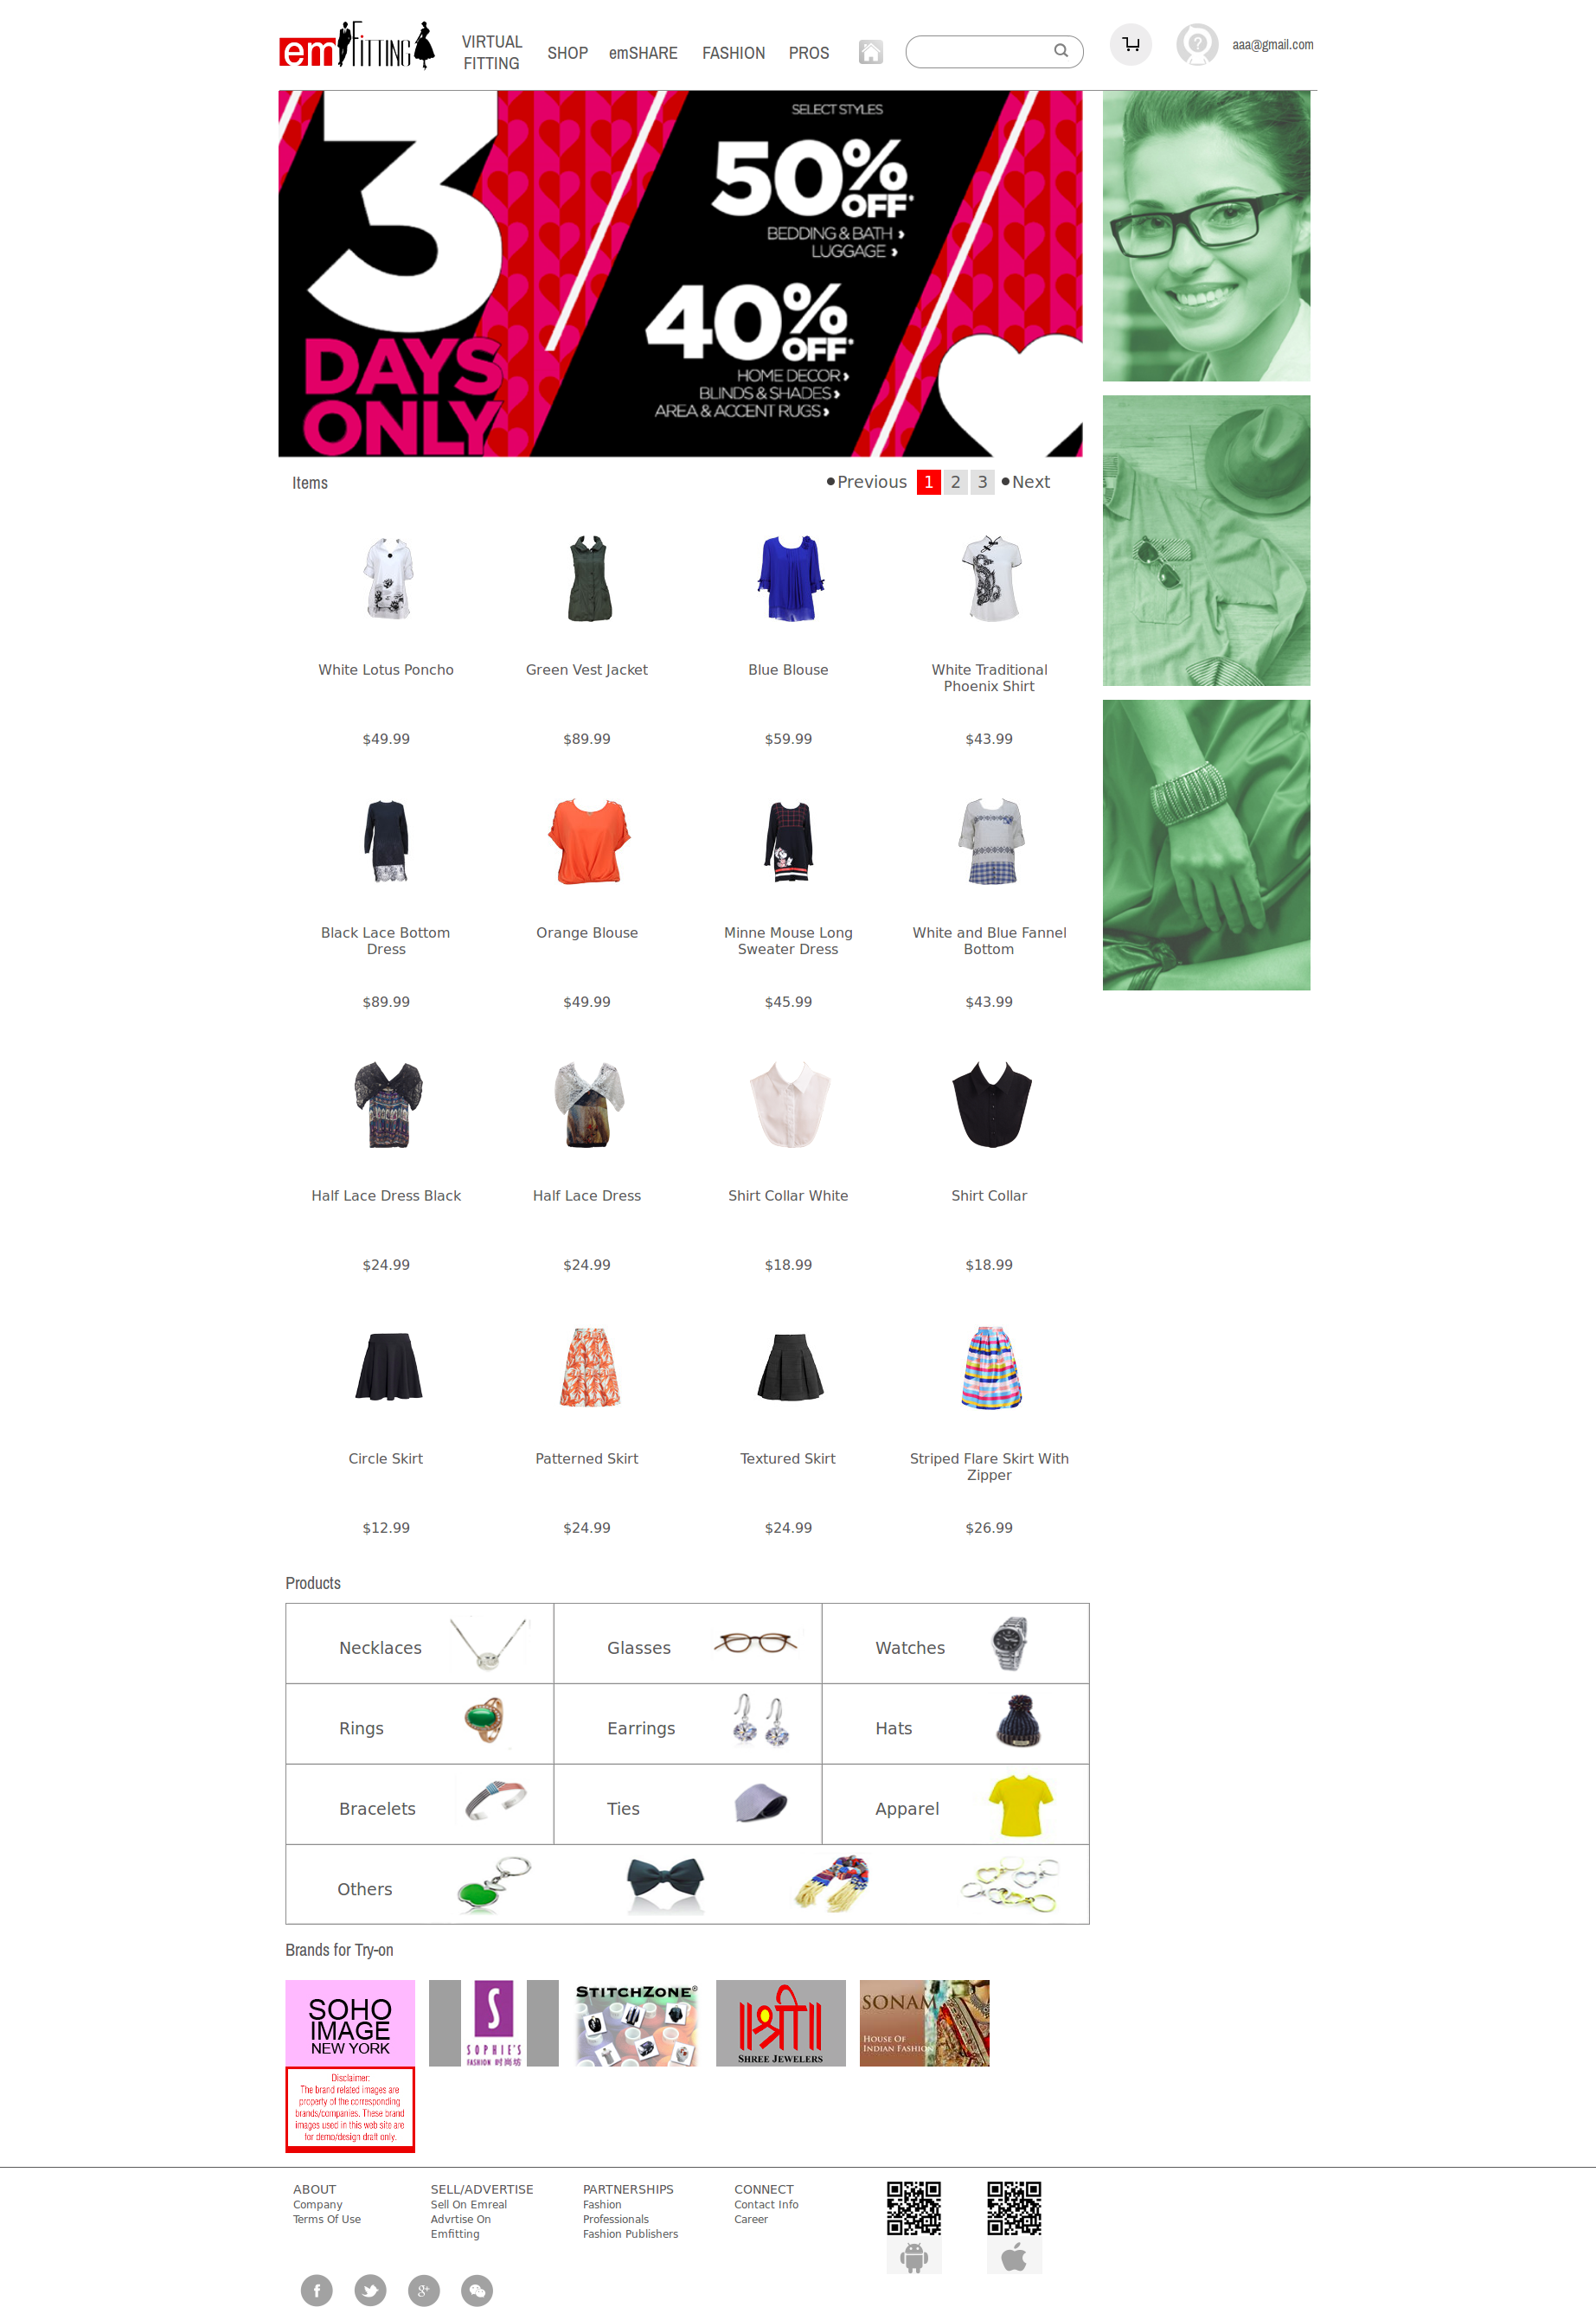 emFITTING
VIRTUAL
FITTING
SHOP
emSHARE
FASHION
PROS
aaa@gmail.com
3
DAYS
ONLY
SELECT STYLES
50%
OFF*
BEDDING & BATH ›
LUGGAGE ›
40%
OFF*
HOME DECOR ›
BLINDS & SHADES ›
AREA & ACCENT RUGS ›
Items
Previous 1 2 3 Next
White Lotus Poncho
$49.99
Green Vest Jacket
$89.99
Blue Blouse
$59.99
White Traditional
Phoenix Shirt
$43.99
Black Lace Bottom
Dress
$89.99
Orange Blouse
$49.99
Minne Mouse Long
Sweater Dress
$45.99
White and Blue Fannel
Bottom
$43.99
Half Lace Dress Black
$24.99
Half Lace Dress
$24.99
Shirt Collar White
$18.99
Shirt Collar
$18.99
Circle Skirt
$12.99
Patterned Skirt
$24.99
Textured Skirt
$24.99
Striped Flare Skirt With
Zipper
$26.99
Products
Necklaces
Glasses
Watches
Rings
Earrings
Hats
Bracelets
Ties
Apparel
Others
Brands for Try-on
SOHO
IMAGE
NEW YORK
S
SOPHIE'S
FASHION 时尚坊
STITCHZONE®
श्री
SHREE JEWELERS
SONAM
HOUSE OF
INDIAN FASHION
Disclaimer:
The brand related images are
property of the corresponding
brands/companies. These brand
images used in this web site are
for demo/design draft only.
ABOUT
Company
Terms Of Use
SELL/ADVERTISE
Sell On Emreal
Advrtise On
Emfitting
PARTNERSHIPS
Fashion
Professionals
Fashion Publishers
CONNECT
Contact Info
Career